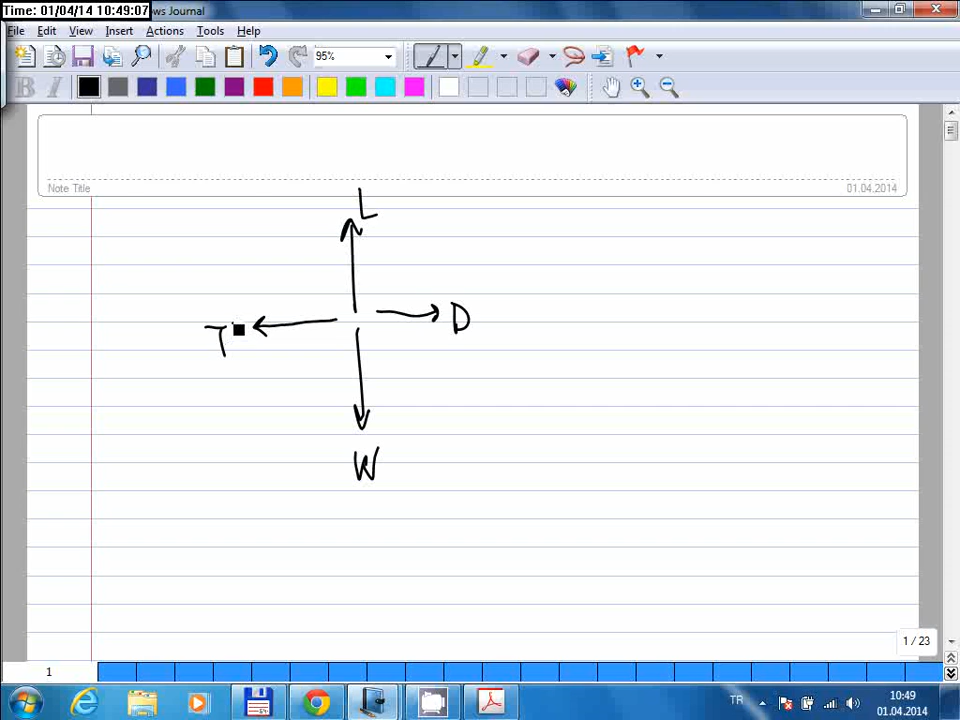 Time: 01/04/14 10:49:07
ows Journal
File Edit View Insert Actions Tools Help
95%
B I
Note Title
01.04.2014
L
T
D
W
1 / 23
1
TR
10:49
01.04.2014